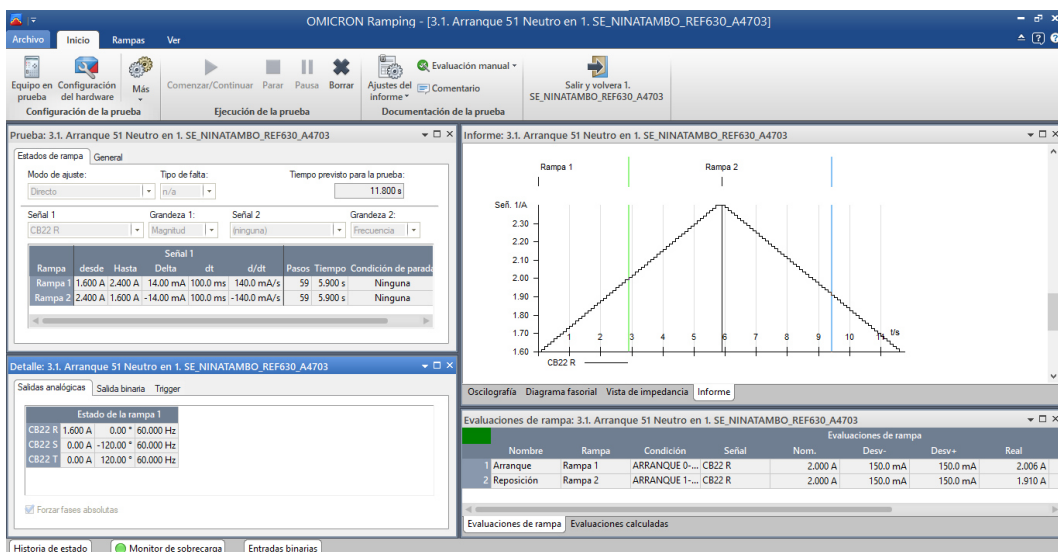 OMICRON Ramping - [3.1. Arranque 51 Neutro en 1. SE_NINATAMBO_REF630_A4703]
Archivo Inicio Rampas Ver
Equipo en prueba
Configuración del hardware
Más
Comenzar/Continuar Parar Pausa Borrar
Ajustes del informe
Evaluación manual
Comentario
Salir y volvera 1. SE_NINATAMBO_REF630_A4703
Configuración de la prueba Ejecución de la prueba Documentación de la prueba
Prueba: 3.1. Arranque 51 Neutro en 1. SE_NINATAMBO_REF630_A4703
Estados de rampa General
Modo de ajuste: Tipo de falta: Tiempo previsto para la prueba:
Directo n/a 11.800 s
Señal 1 Grandeza 1: Señal 2 Grandeza 2:
CB22 R Magnitud (ninguna) Frecuencia
Señal 1
Rampa desde Hasta Delta dt d/dt Pasos Tiempo Condición de parada
Rampa 1 1.600 A 2.400 A 14.00 mA 100.0 ms 140.0 mA/s 59 5.900 s Ninguna
Rampa 2 2.400 A 1.600 A -14.00 mA 100.0 ms -140.0 mA/s 59 5.900 s Ninguna
Detalle: 3.1. Arranque 51 Neutro en 1. SE_NINATAMBO_REF630_A4703
Salidas analógicas Salida binaria Trigger
Estado de la rampa 1
CB22 R 1.600 A 0.00 ° 60.000 Hz
CB22 S 0.00 A -120.00 ° 60.000 Hz
CB22 T 0.00 A 120.00 ° 60.000 Hz
Forzar fases absolutas
Informe: 3.1. Arranque 51 Neutro en 1. SE_NINATAMBO_REF630_A4703
Rampa 1 Rampa 2
Señ. 1/A
2.30
2.20
2.10
2.00
1.90
1.80
1.70
1.60
1 2 3 4 5 6 7 8 9 10 11 t/s
CB22 R
Oscilografía Diagrama fasorial Vista de impedancia Informe
Evaluaciones de rampa: 3.1. Arranque 51 Neutro en 1. SE_NINATAMBO_REF630_A4703
Evaluaciones de rampa
Nombre Rampa Condición Señal Nom. Desv- Desv+ Real
1 Arranque Rampa 1 ARRANQUE 0-... CB22 R 2.000 A 150.0 mA 150.0 mA 2.006 A
2 Reposición Rampa 2 ARRANQUE 1-... CB22 R 2.000 A 150.0 mA 150.0 mA 1.910 A
Evaluaciones de rampa Evaluaciones calculadas
Historia de estado Monitor de sobrecarga Entradas binarias